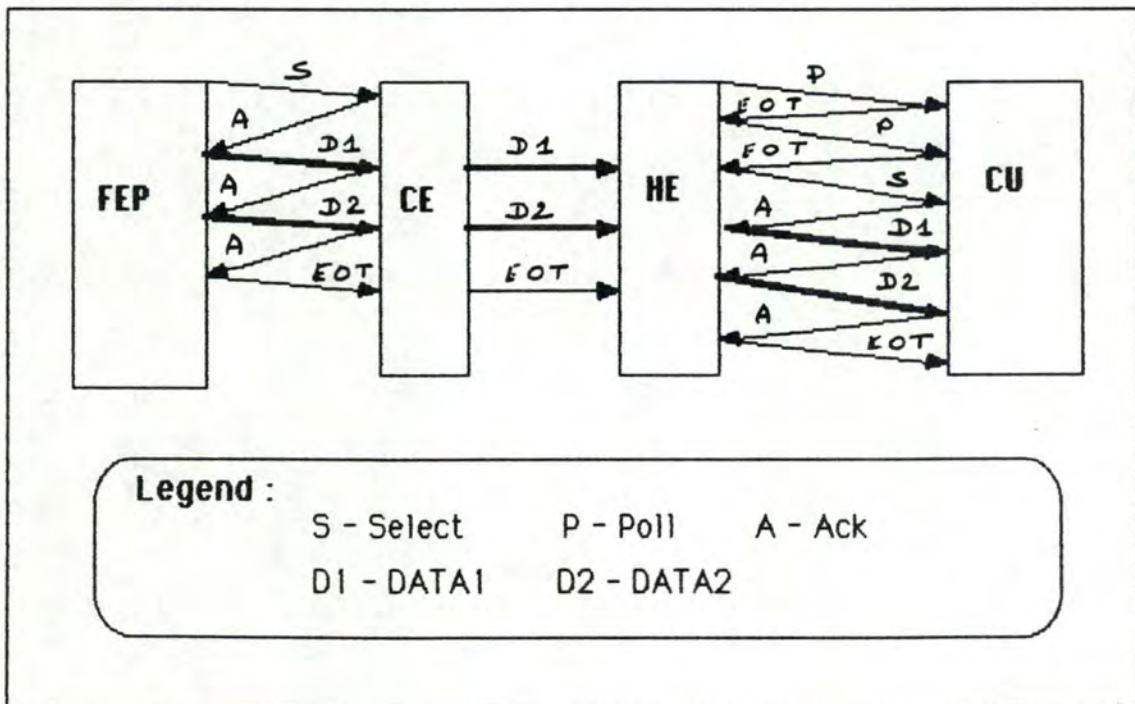 S
P
A
EOT
P
D1
D1
EOT
S
FEP
CE
HE
CU
A
D2
D2
A
D1
A
A
D2
EOT
EOT
A
EOT
Legend :
S - Select P - Poll A - Ack
D1 - DATA1 D2 - DATA2